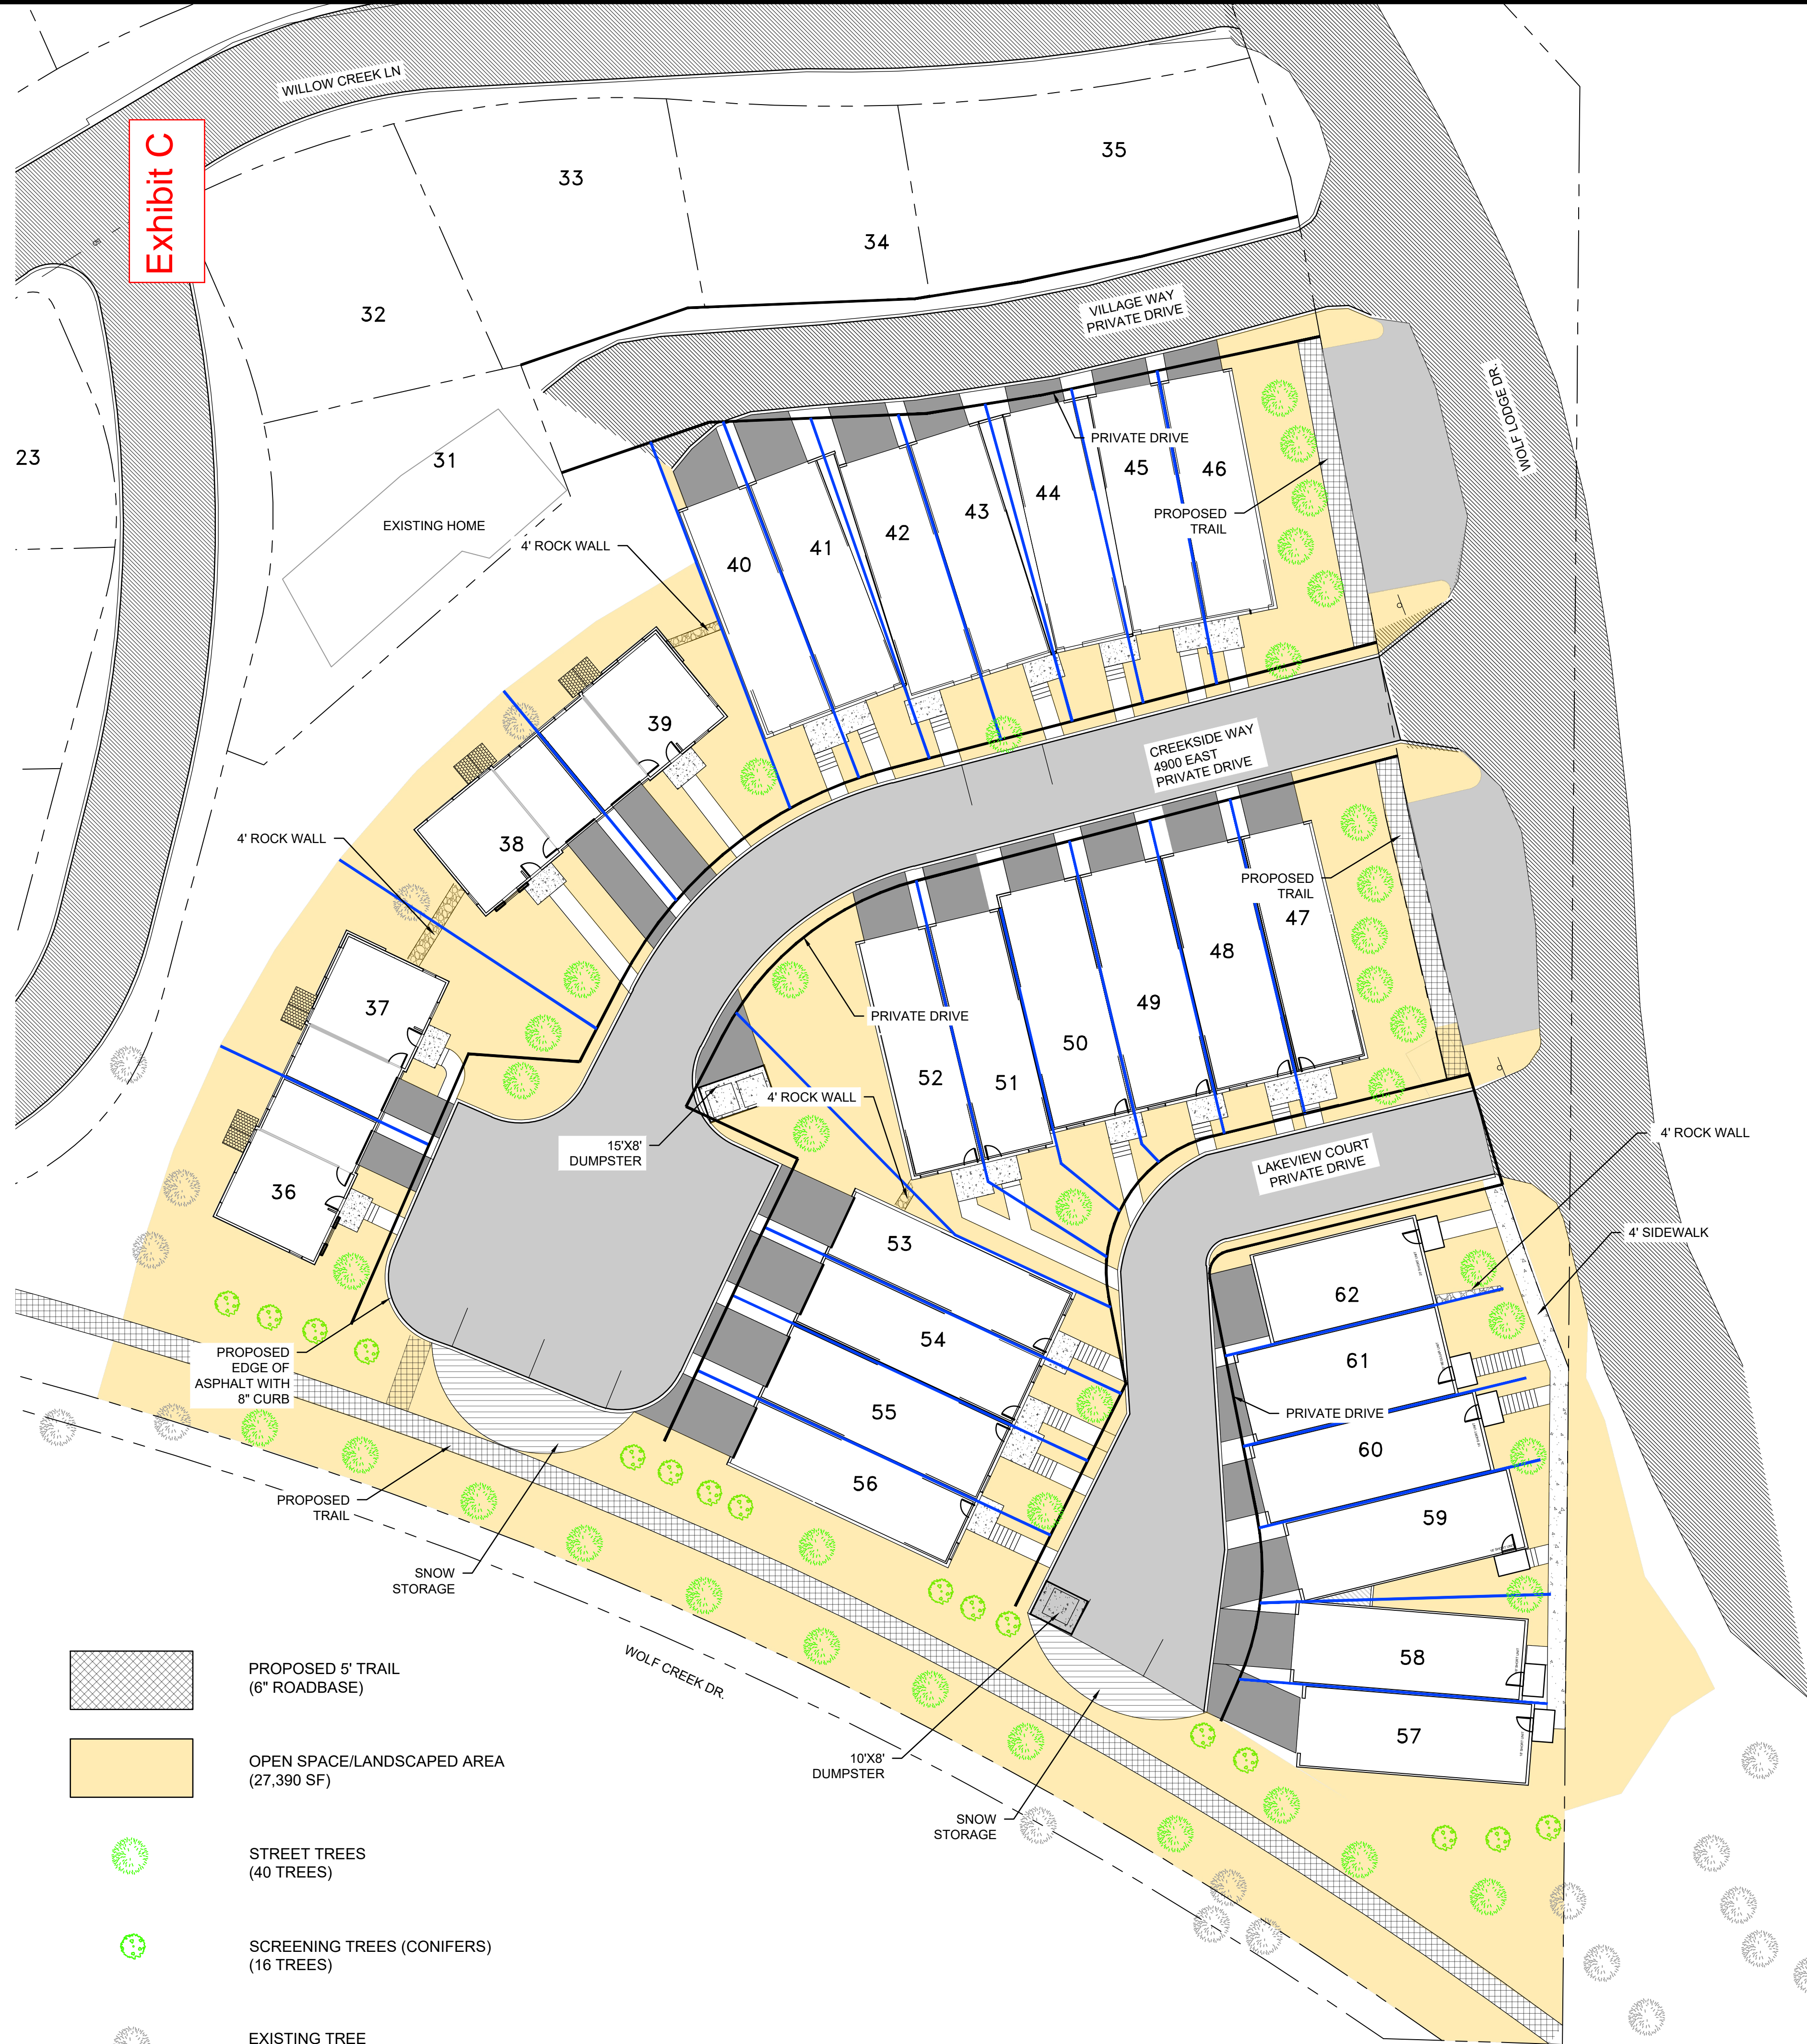 WILLOW CREEK LN
Exhibit C
35
33
34
32
VILLAGE WAY
PRIVATE DRIVE
WOLF LODGE DR.
23
31
EXISTING HOME
4' ROCK WALL
PRIVATE DRIVE
45
46
44
43
42
41
40
PROPOSED
TRAIL
39
CREEKSIDE WAY
4900 EAST
PRIVATE DRIVE
4' ROCK WALL
38
PROPOSED
TRAIL
47
48
49
50
51
52
37
PRIVATE DRIVE
4' ROCK WALL
15'X8'
DUMPSTER
LAKEVIEW COURT
PRIVATE DRIVE
4' ROCK WALL
4' SIDEWALK
36
53
54
55
56
62
61
PRIVATE DRIVE
60
59
58
57
PROPOSED
EDGE OF
ASPHALT WITH
8" CURB
PROPOSED
TRAIL
SNOW
STORAGE
WOLF CREEK DR.
10'X8'
DUMPSTER
SNOW
STORAGE
PROPOSED 5' TRAIL
(6" ROADBASE)
OPEN SPACE/LANDSCAPED AREA
(27,390 SF)
STREET TREES
(40 TREES)
SCREENING TREES (CONIFERS)
(16 TREES)
EXISTING TREE